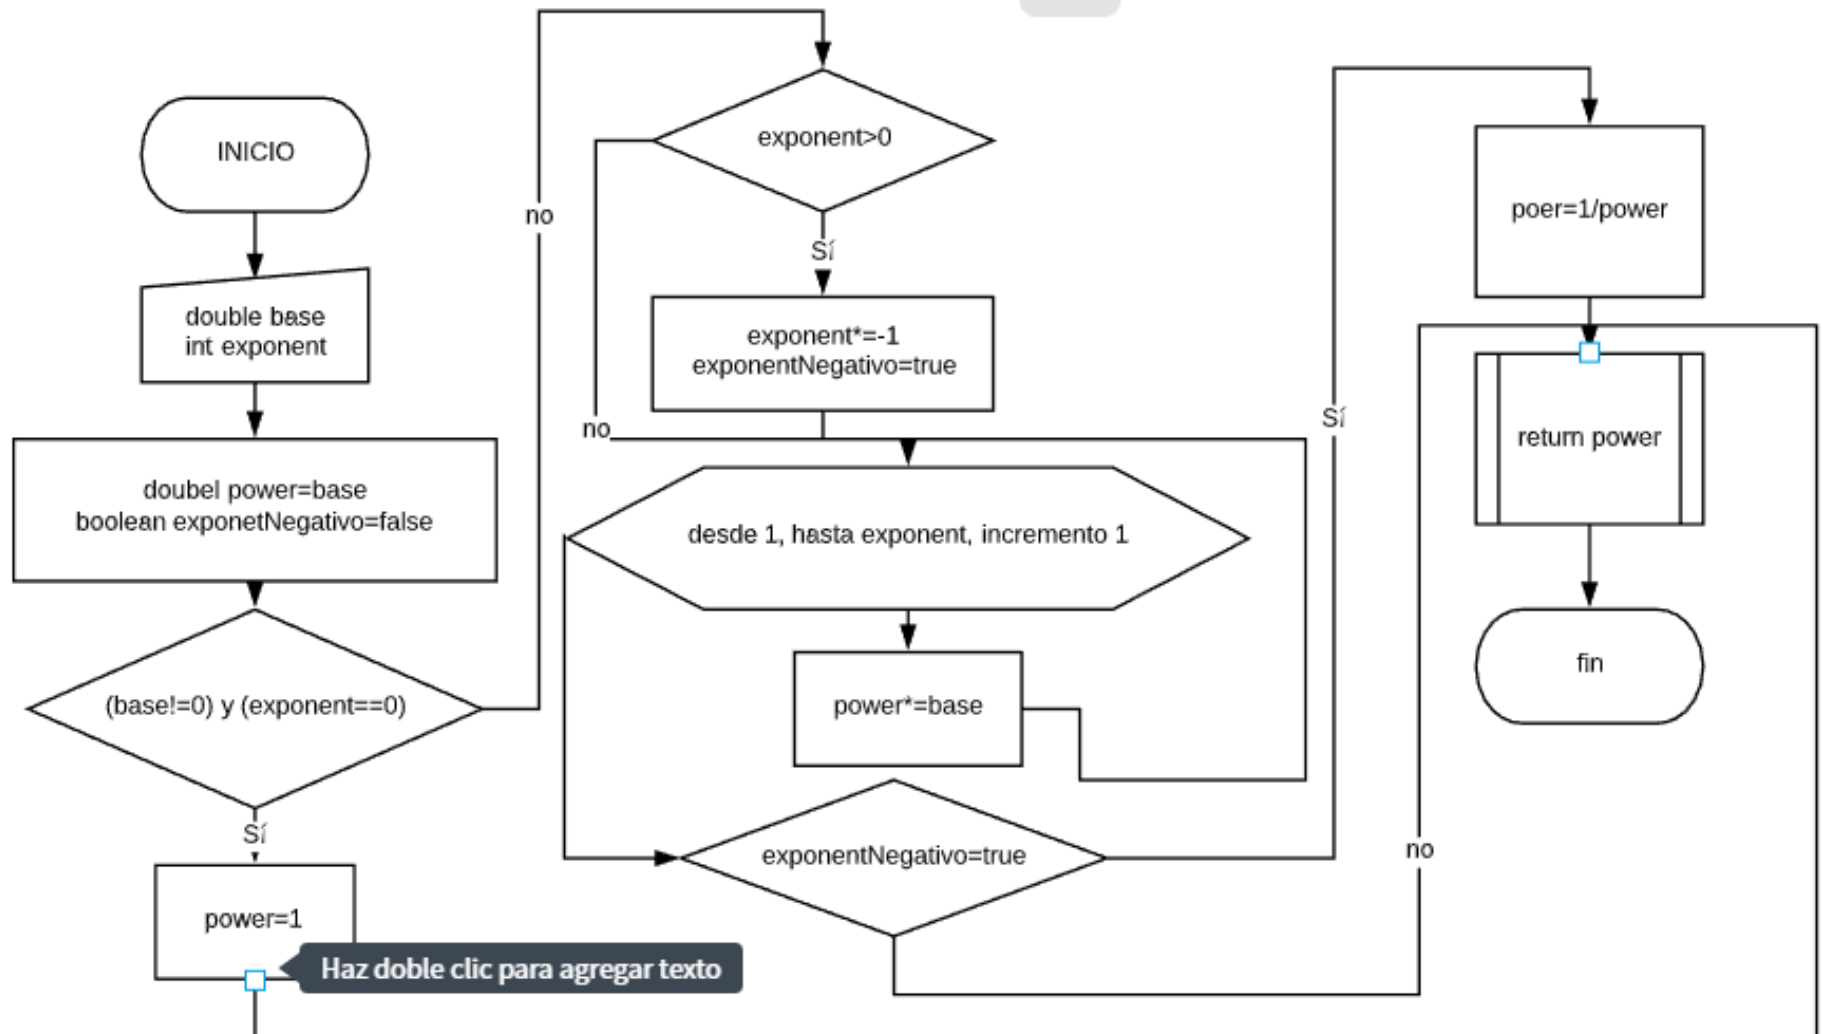 INICIO
double base
int exponent
doubel power=base
boolean exponetNegativo=false
(base!=0) y (exponent==0)
Sí
power=1
Haz doble clic para agregar texto
no
exponent>0
Sí
exponent*=-1
exponentNegativo=true
no
desde 1, hasta exponent, incremento 1
power*=base
exponentNegativo=true
Sí
no
poer=1/power
return power
fin